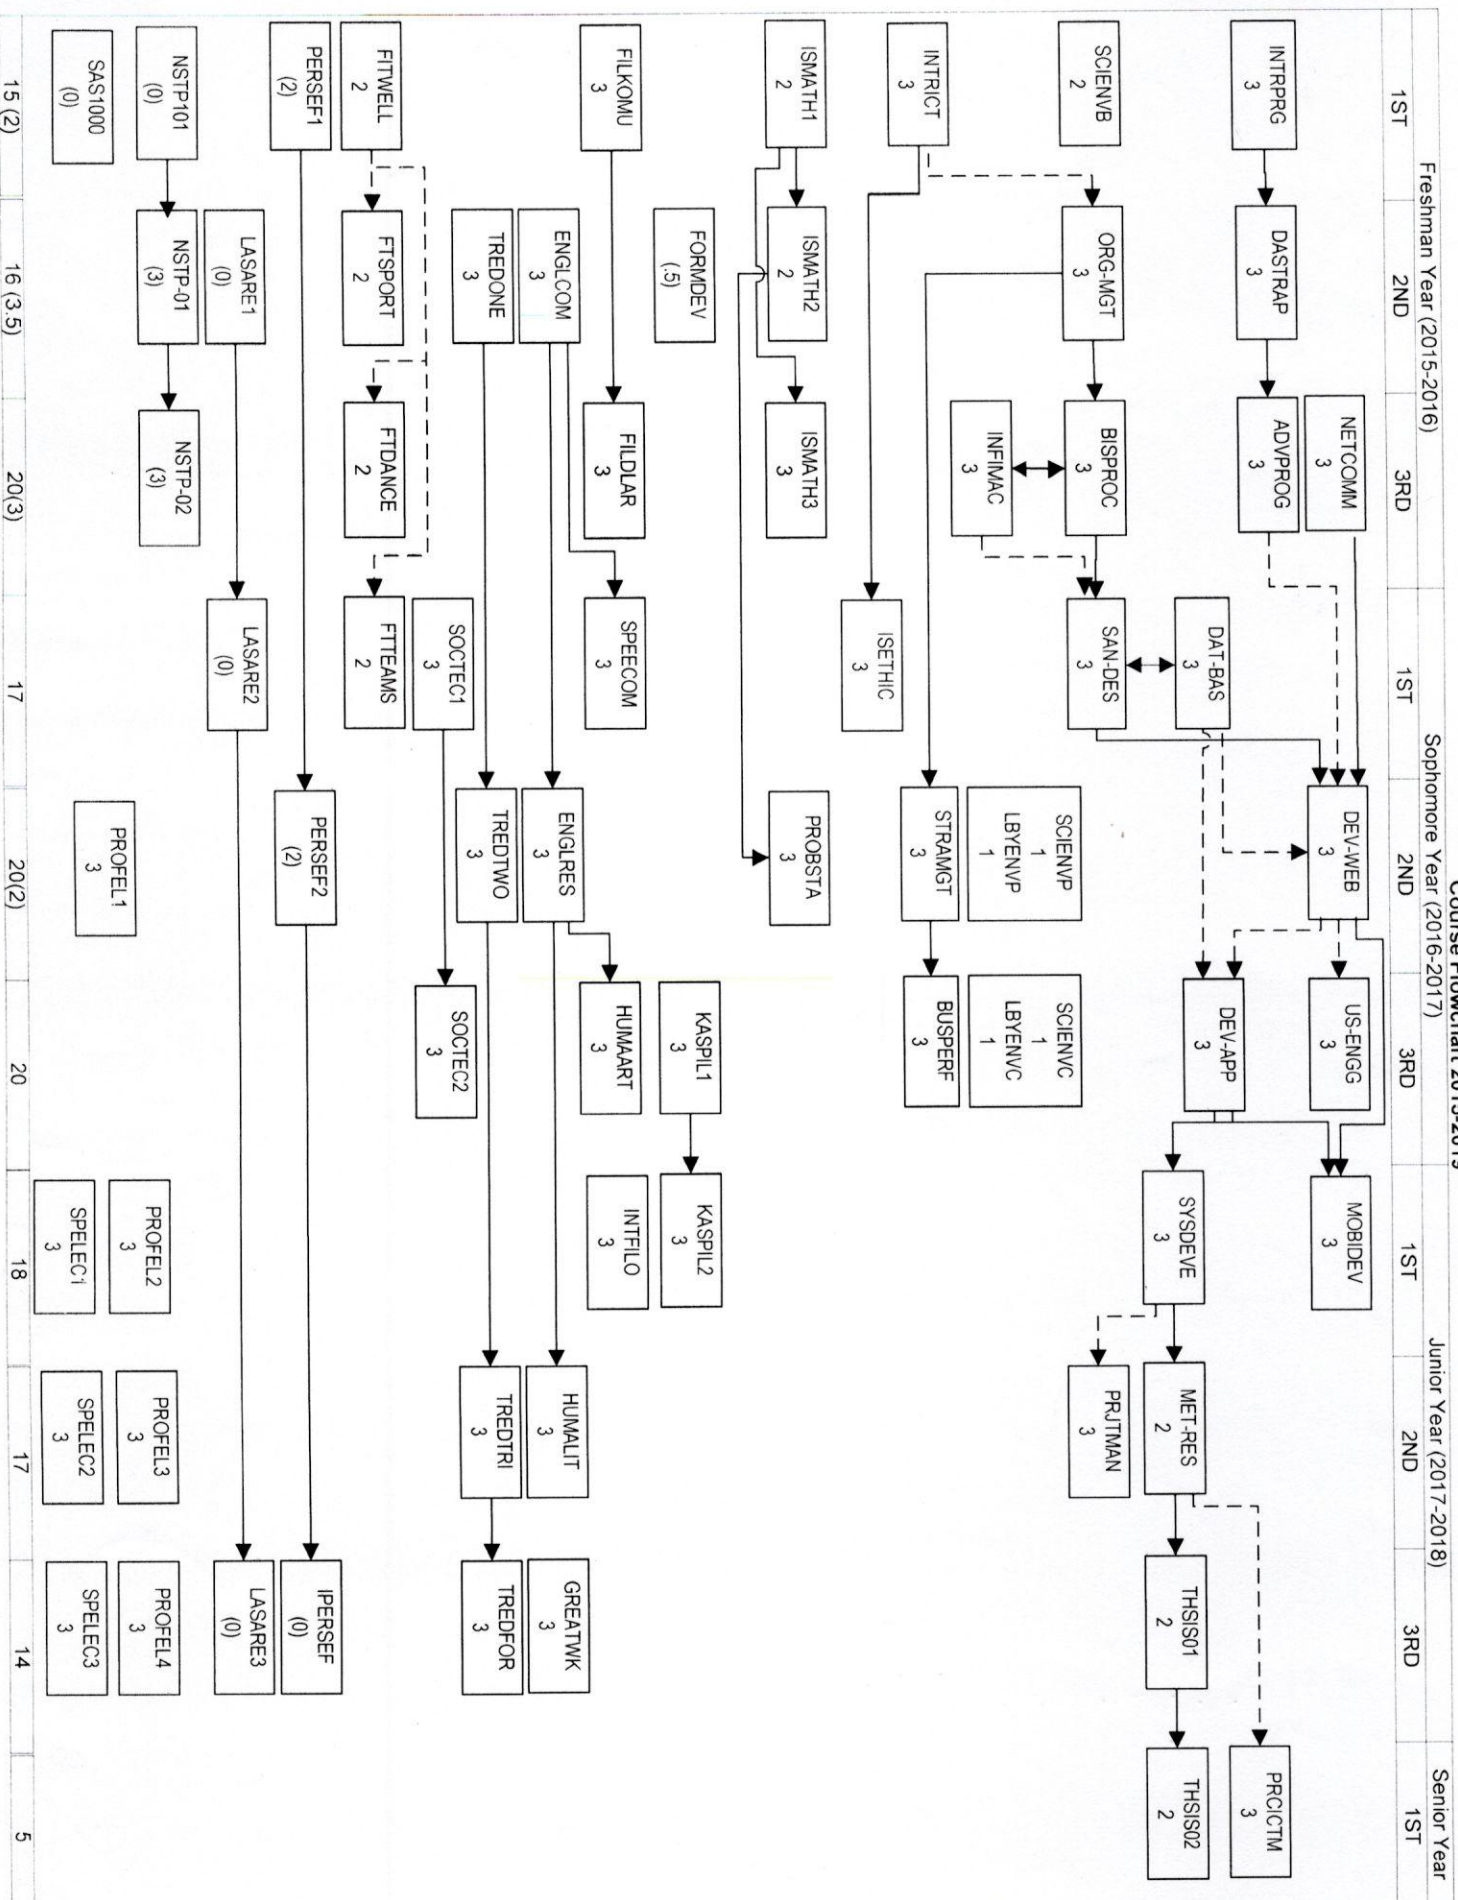 Course Flowchart 2015-2019
Freshman Year (2015-2016)
Sophomore Year (2016-2017)
Junior Year (2017-2018)
Senior Year
1ST
2ND
3RD
1ST
2ND
3RD
1ST
2ND
3RD
1ST
NETCOMM
3
DEV-WEB
3
US-ENGG
3
MOBIDEV
3
INTRPRG
3
DASTRAP
3
ADVPROG
3
PRCICTM
3
DAT-BAS
3
DEV-APP
3
SYSDEVE
3
MET-RES
2
THSIS01
2
THSIS02
2
SCIENVB
2
ORG-MGT
3
BISPROC
3
SAN-DES
3
PRJTMAN
3
INFIMAC
3
SCIENVP
1
LBYENVP
1
SCIENVC
1
LBYENVC
1
INTRICT
3
STRAMGT
3
BUSPERF
3
ISETHIC
3
ISMATH1
2
ISMATH2
2
ISMATH3
3
PROBSTA
3
FORMDEV
(.5)
KASPIL1
3
KASPIL2
3
FILKOMU
3
FILDLAR
3
SPEECOM
3
HUMAART
3
INTFILO
3
ENGLCOM
3
ENGLRES
3
HUMALIT
3
GREATWK
3
TREDONE
3
TREDTWO
3
TREDTRI
3
TREDFOR
3
SOCTEC1
3
SOCTEC2
3
FITWELL
2
FTSPORT
2
FTDANCE
2
FTTEAMS
2
PERSEF1
(2)
PERSEF2
(2)
IPERSEF
(0)
LASARE1
(0)
LASARE2
(0)
LASARE3
(0)
NSTP101
(0)
NSTP-01
(3)
NSTP-02
(3)
PROFEL2
3
PROFEL3
3
PROFEL4
3
SAS1000
(0)
PROFEL1
3
SPELEC1
3
SPELEC2
3
SPELEC3
3
15 (2)
16 (3.5)
20(3)
17
20(2)
20
18
17
14
5